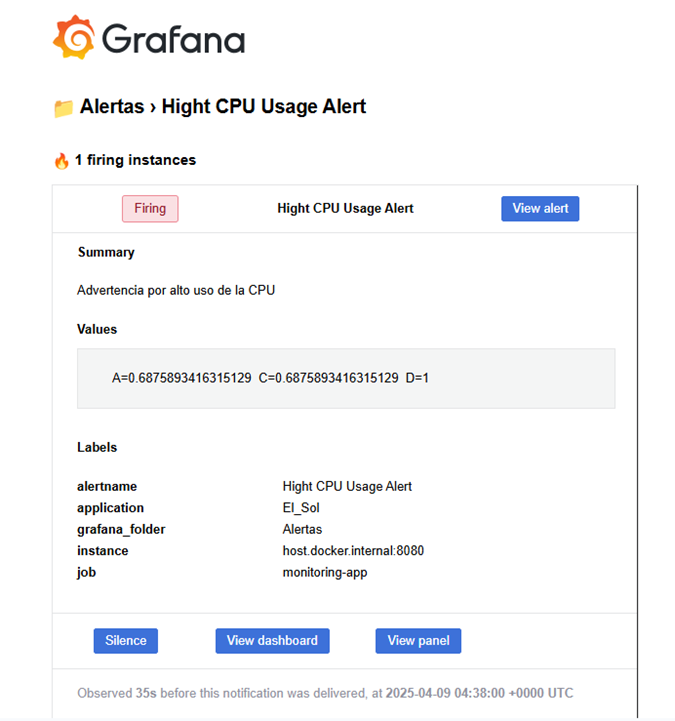 Grafana
Alertas › Hight CPU Usage Alert
1 firing instances
Firing Hight CPU Usage Alert View alert
Summary
Advertencia por alto uso de la CPU
Values
A=0.6875893416315129 C=0.6875893416315129 D=1
Labels
alertname Hight CPU Usage Alert
application El_Sol
grafana_folder Alertas
instance host.docker.internal:8080
job monitoring-app
Silence View dashboard View panel
Observed 35s before this notification was delivered, at 2025-04-09 04:38:00 +0000 UTC